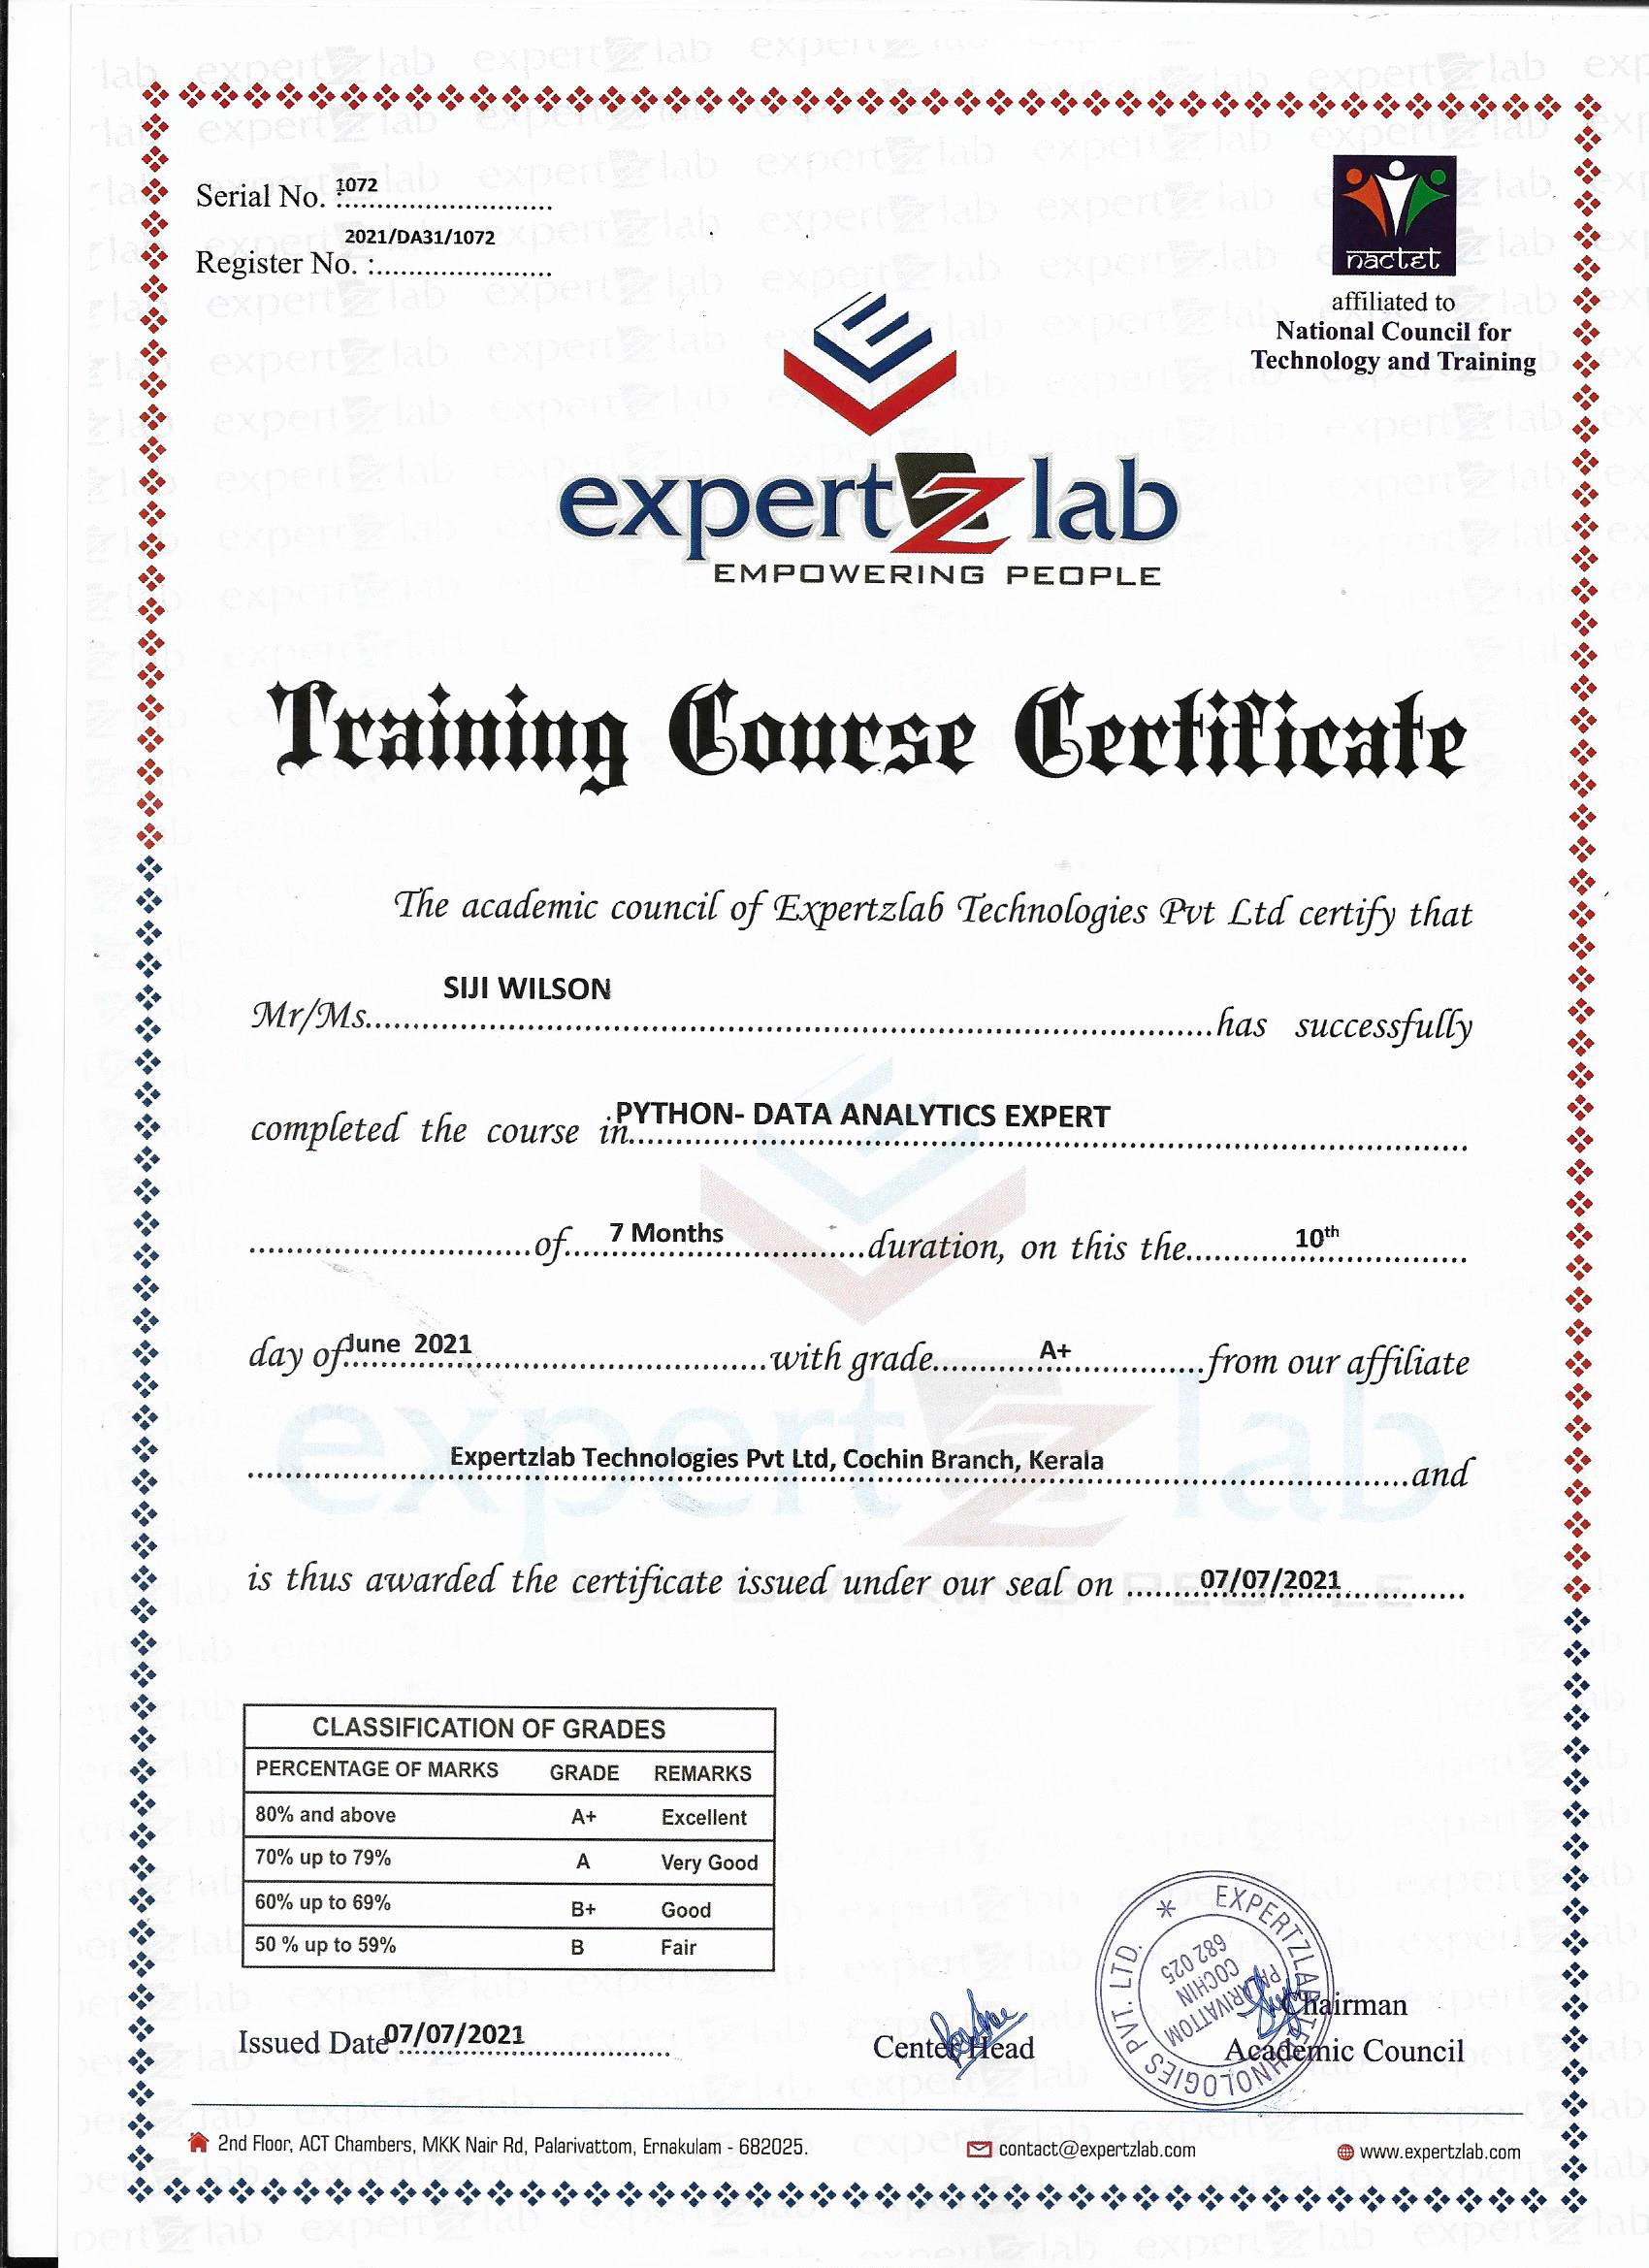 Serial No. :1072
2021/DA31/1072
Register No. :
nactet
affiliated to
National Council for
Technology and Training
expertZlab
EMPOWERING PEOPLE
Training Course Certificate
The academic council of Expertzlab Technologies Pvt Ltd certify that
Mr/Ms. SIJI WILSON has successfully
completed the course in PYTHON- DATA ANALYTICS EXPERT
of 7 Months duration, on this the 10th
day of June 2021 with grade A+ from our affiliate
Expertzlab Technologies Pvt Ltd, Cochin Branch, Kerala and
is thus awarded the certificate issued under our seal on 07/07/2021
CLASSIFICATION OF GRADES
PERCENTAGE OF MARKS GRADE REMARKS
80% and above A+ Excellent
70% up to 79% A Very Good
60% up to 69% B+ Good
50 % up to 59% B Fair
EXPERTZLAB TECHNOLOGIES PVT. LTD. *
PALARIVATTOM
COCHIN
682 025
Issued Date 07/07/2021
Center Head
Chairman
Academic Council
2nd Floor, ACT Chambers, MKK Nair Rd, Palarivattom, Ernakulam - 682025.
contact@expertzlab.com
www.expertzlab.com